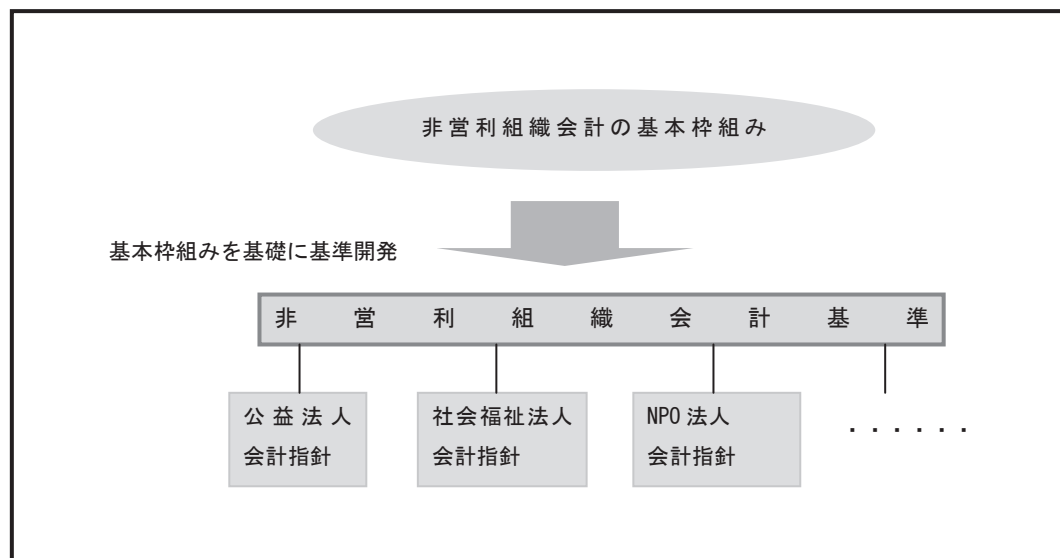 非営利組織会計の基本枠組み
基本枠組みを基礎に基準開発
非営利組織会計基準
公益法人
会計指針
社会福祉法人
会計指針
NPO法人
会計指針
・・・・・・